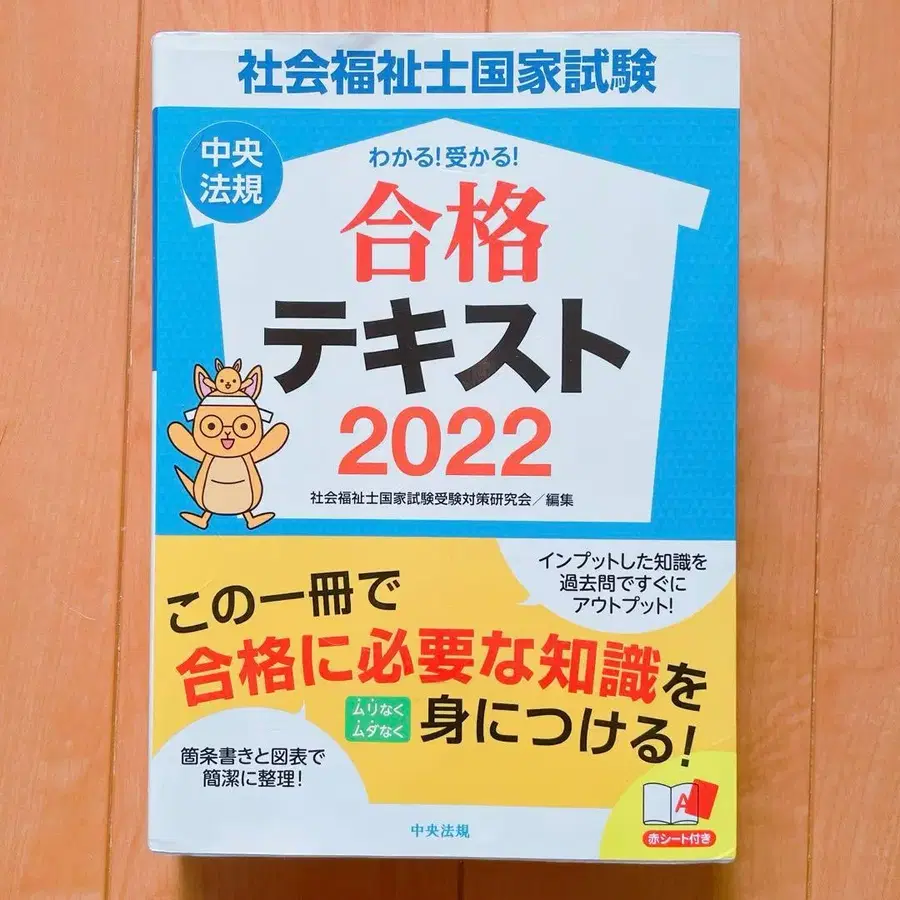 社会福祉士国家試験
中央
法規
わかる!受かる!
合格
テキスト
2022
社会福祉士国家試験受験対策研究会/編集
インプットした知識を
過去問ですぐに
アウトプット!
この一冊で
合格に必要な知識を
ムリなく
ムダなく
身につける!
箇条書きと図表で
簡潔に整理!
A
赤シート付き
中央法規